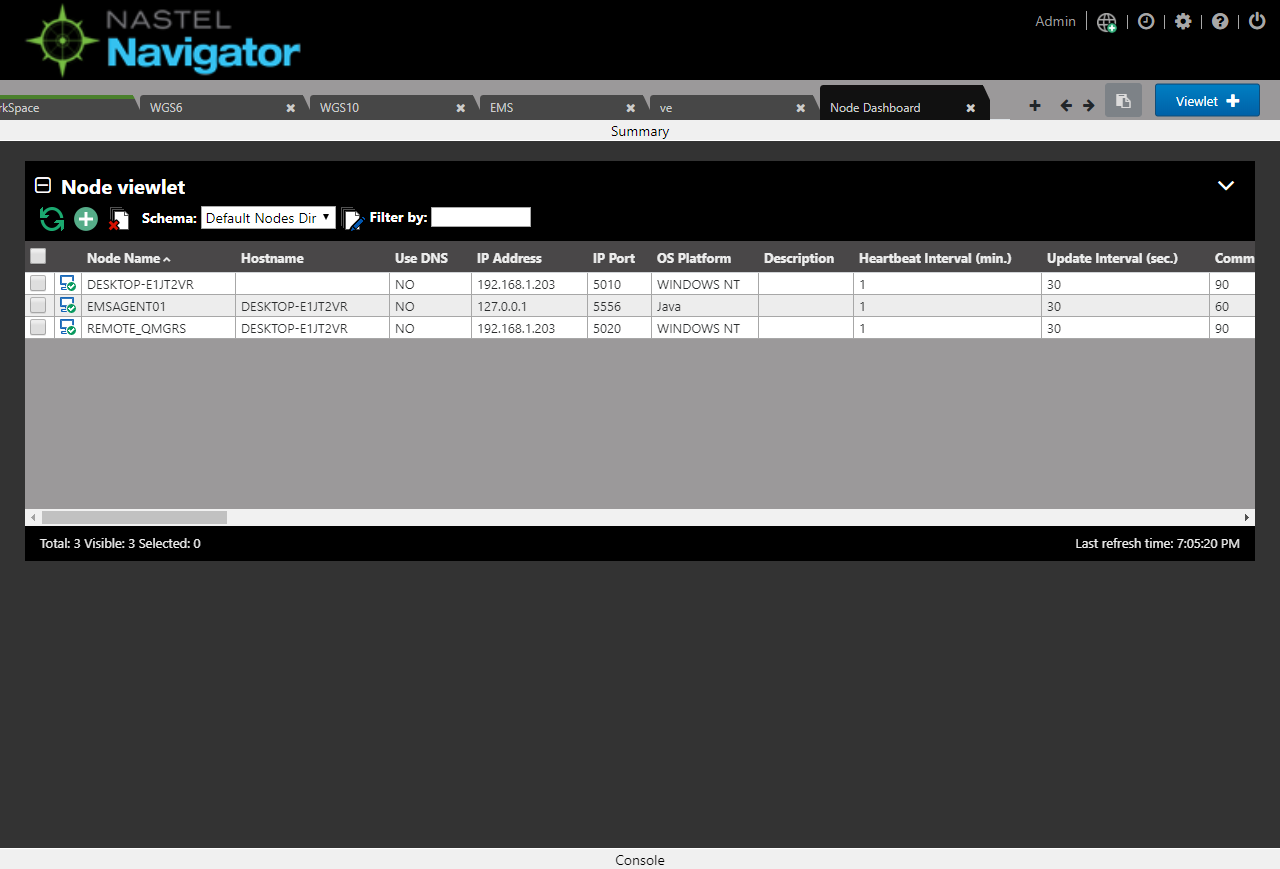 NASTEL
Navigator
Admin
rkSpace WGS6 WGS10 EMS ve Node Dashboard Viewlet
Summary
Node viewlet
Schema: Default Nodes Dir Filter by:
Node Name Hostname Use DNS IP Address IP Port OS Platform Description Heartbeat Interval (min.) Update Interval (sec.) Comm
DESKTOP-E1JT2VR NO 192.168.1.203 5010 WINDOWS NT 1 30 90
EMSAGENT01 DESKTOP-E1JT2VR NO 127.0.0.1 5556 Java 1 30 60
REMOTE_QMGRS DESKTOP-E1JT2VR NO 192.168.1.203 5020 WINDOWS NT 1 30 90
Total: 3 Visible: 3 Selected: 0 Last refresh time: 7:05:20 PM
Console